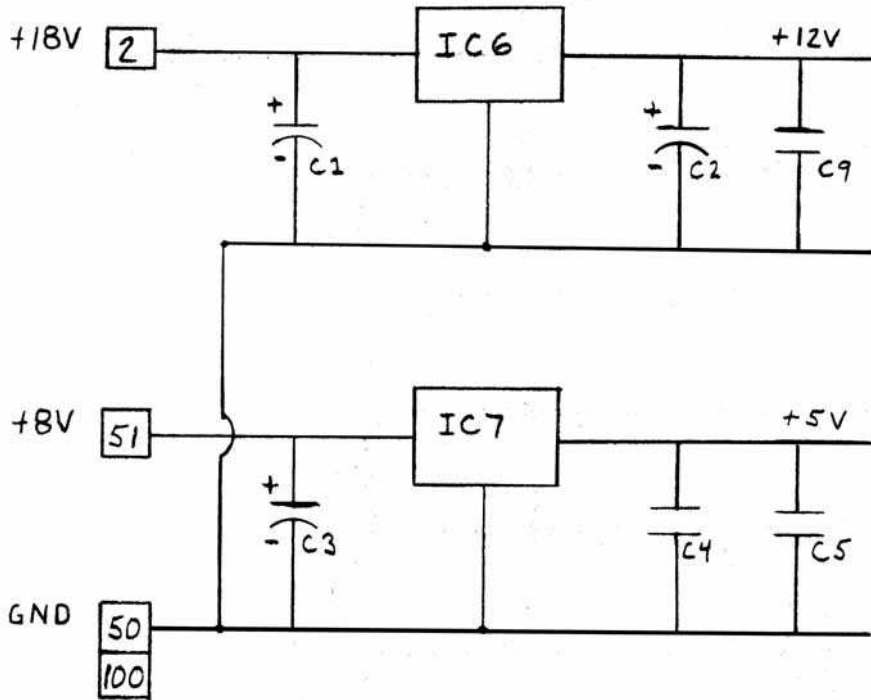 +18V 2 IC6 +12V
+ + 
- C1 - C2 C9
+8V 51 IC7 +5V
+
- C3 C4 C5
GND 50
100